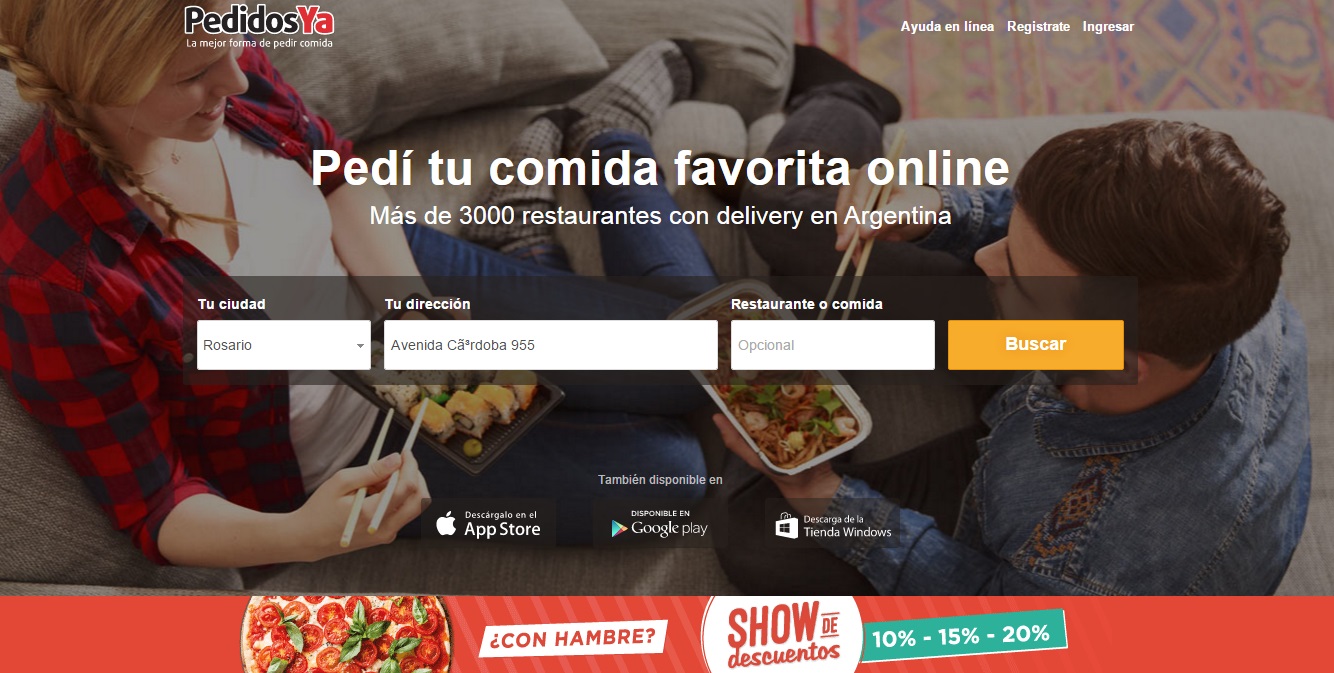 PedidosYa
La mejor forma de pedir comida
Ayuda en línea Registrate Ingresar
Pedí tu comida favorita online
Más de 3000 restaurantes con delivery en Argentina
Tu ciudad Tu dirección Restaurante o comida
Rosario Avenida Cã³rdoba 955 Opcional Buscar
También disponible en
Descárgalo en el
App Store
DISPONIBLE EN
Google play
Descarga de la
Tienda Windows
¿CON HAMBRE?
SHOW DE
descuentos
10% - 15% - 20%